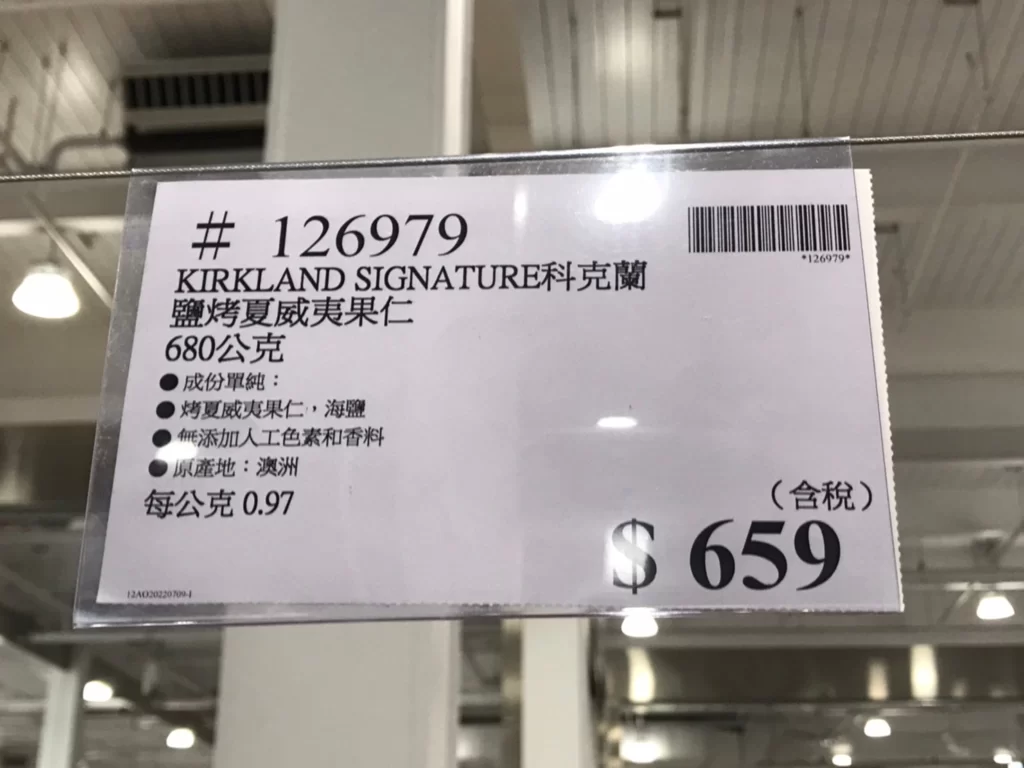 # 126979
*126979*
KIRKLAND SIGNATURE科克蘭
鹽烤夏威夷果仁
680公克
●成份單純：
●烤夏威夷果仁，海鹽
●無添加人工色素和香料
●原產地：澳洲
每公克 0.97
（含稅）
$ 659
12AG20220709-1